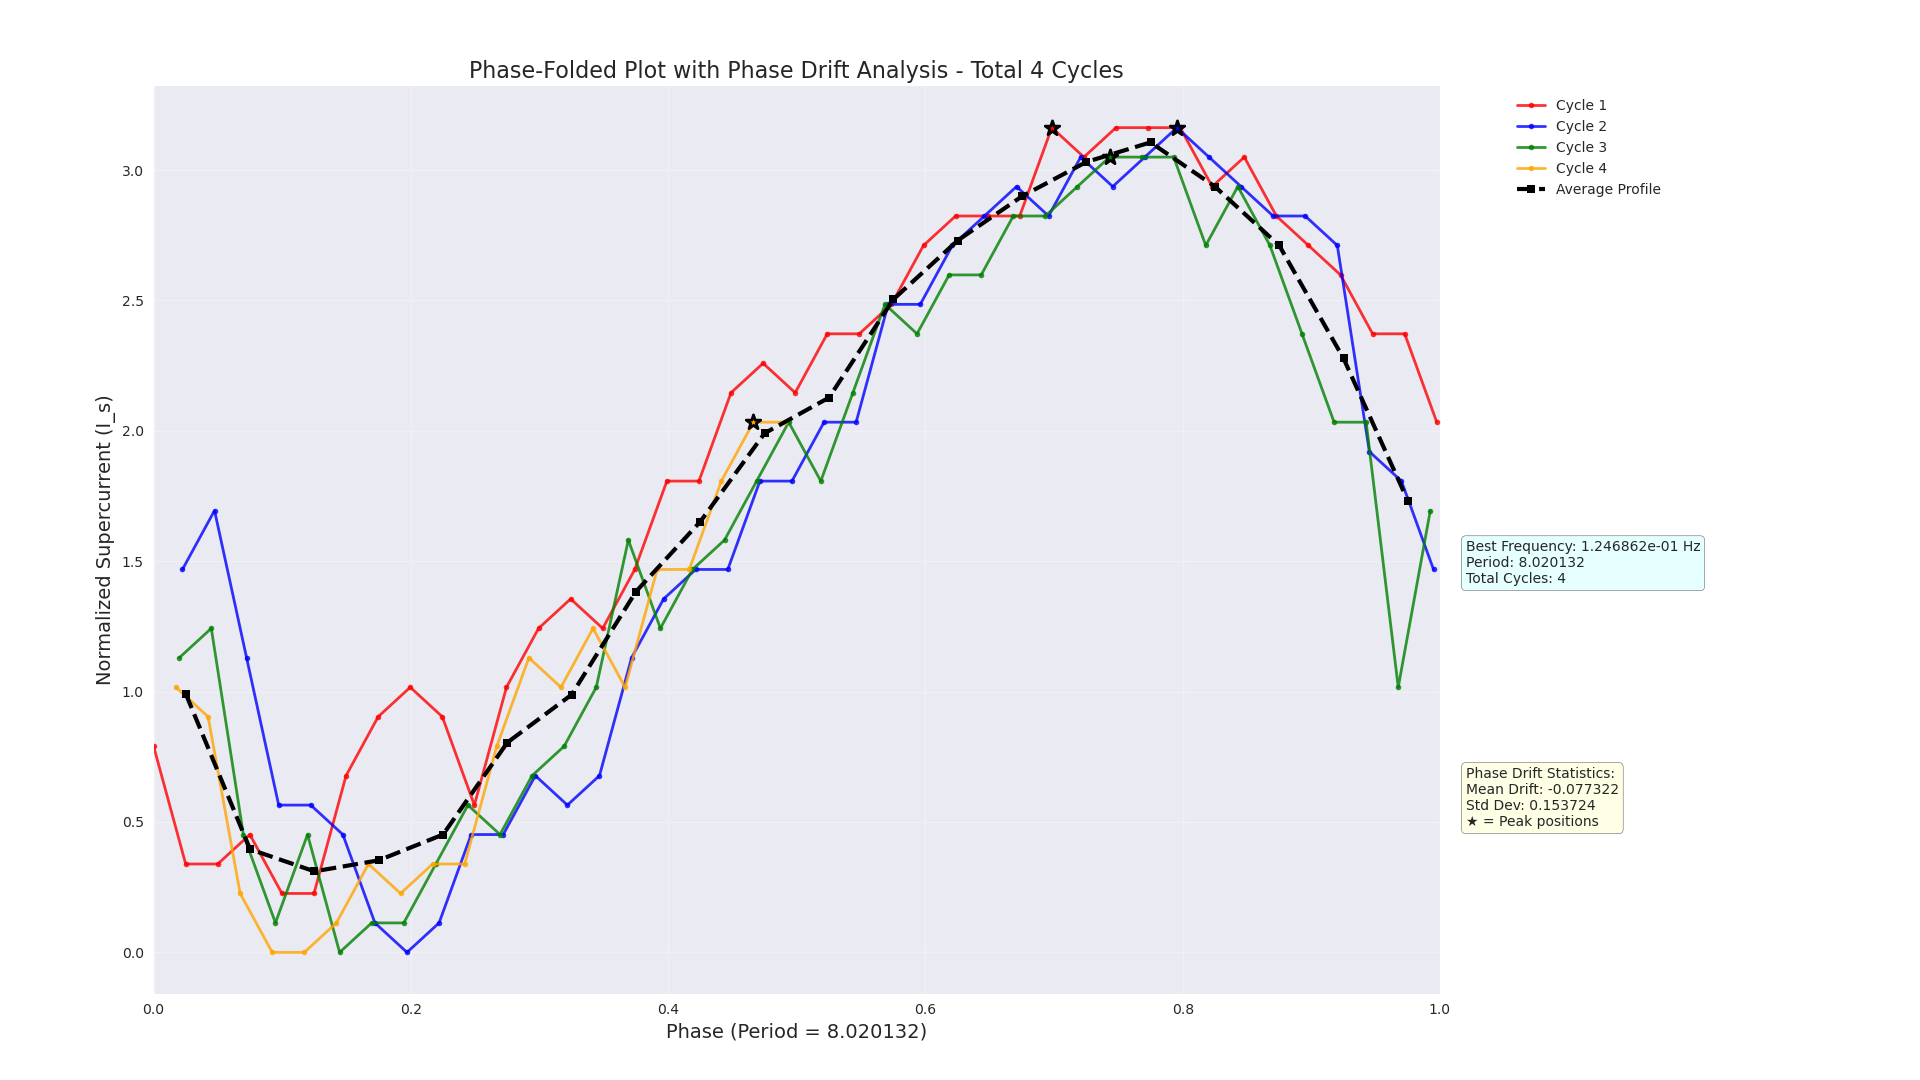 Phase-Folded Plot with Phase Drift Analysis - Total 4 Cycles
Cycle 1
Cycle 2
Cycle 3
Cycle 4
Average Profile
Normalized Supercurrent (I_s)
3.0
2.5
2.0
1.5
1.0
0.5
0.0
Best Frequency: 1.246862e-01 Hz
Period: 8.020132
Total Cycles: 4
Phase Drift Statistics:
Mean Drift: -0.077322
Std Dev: 0.153724
★ = Peak positions
0.0 0.2 0.4 0.6 0.8 1.0
Phase (Period = 8.020132)